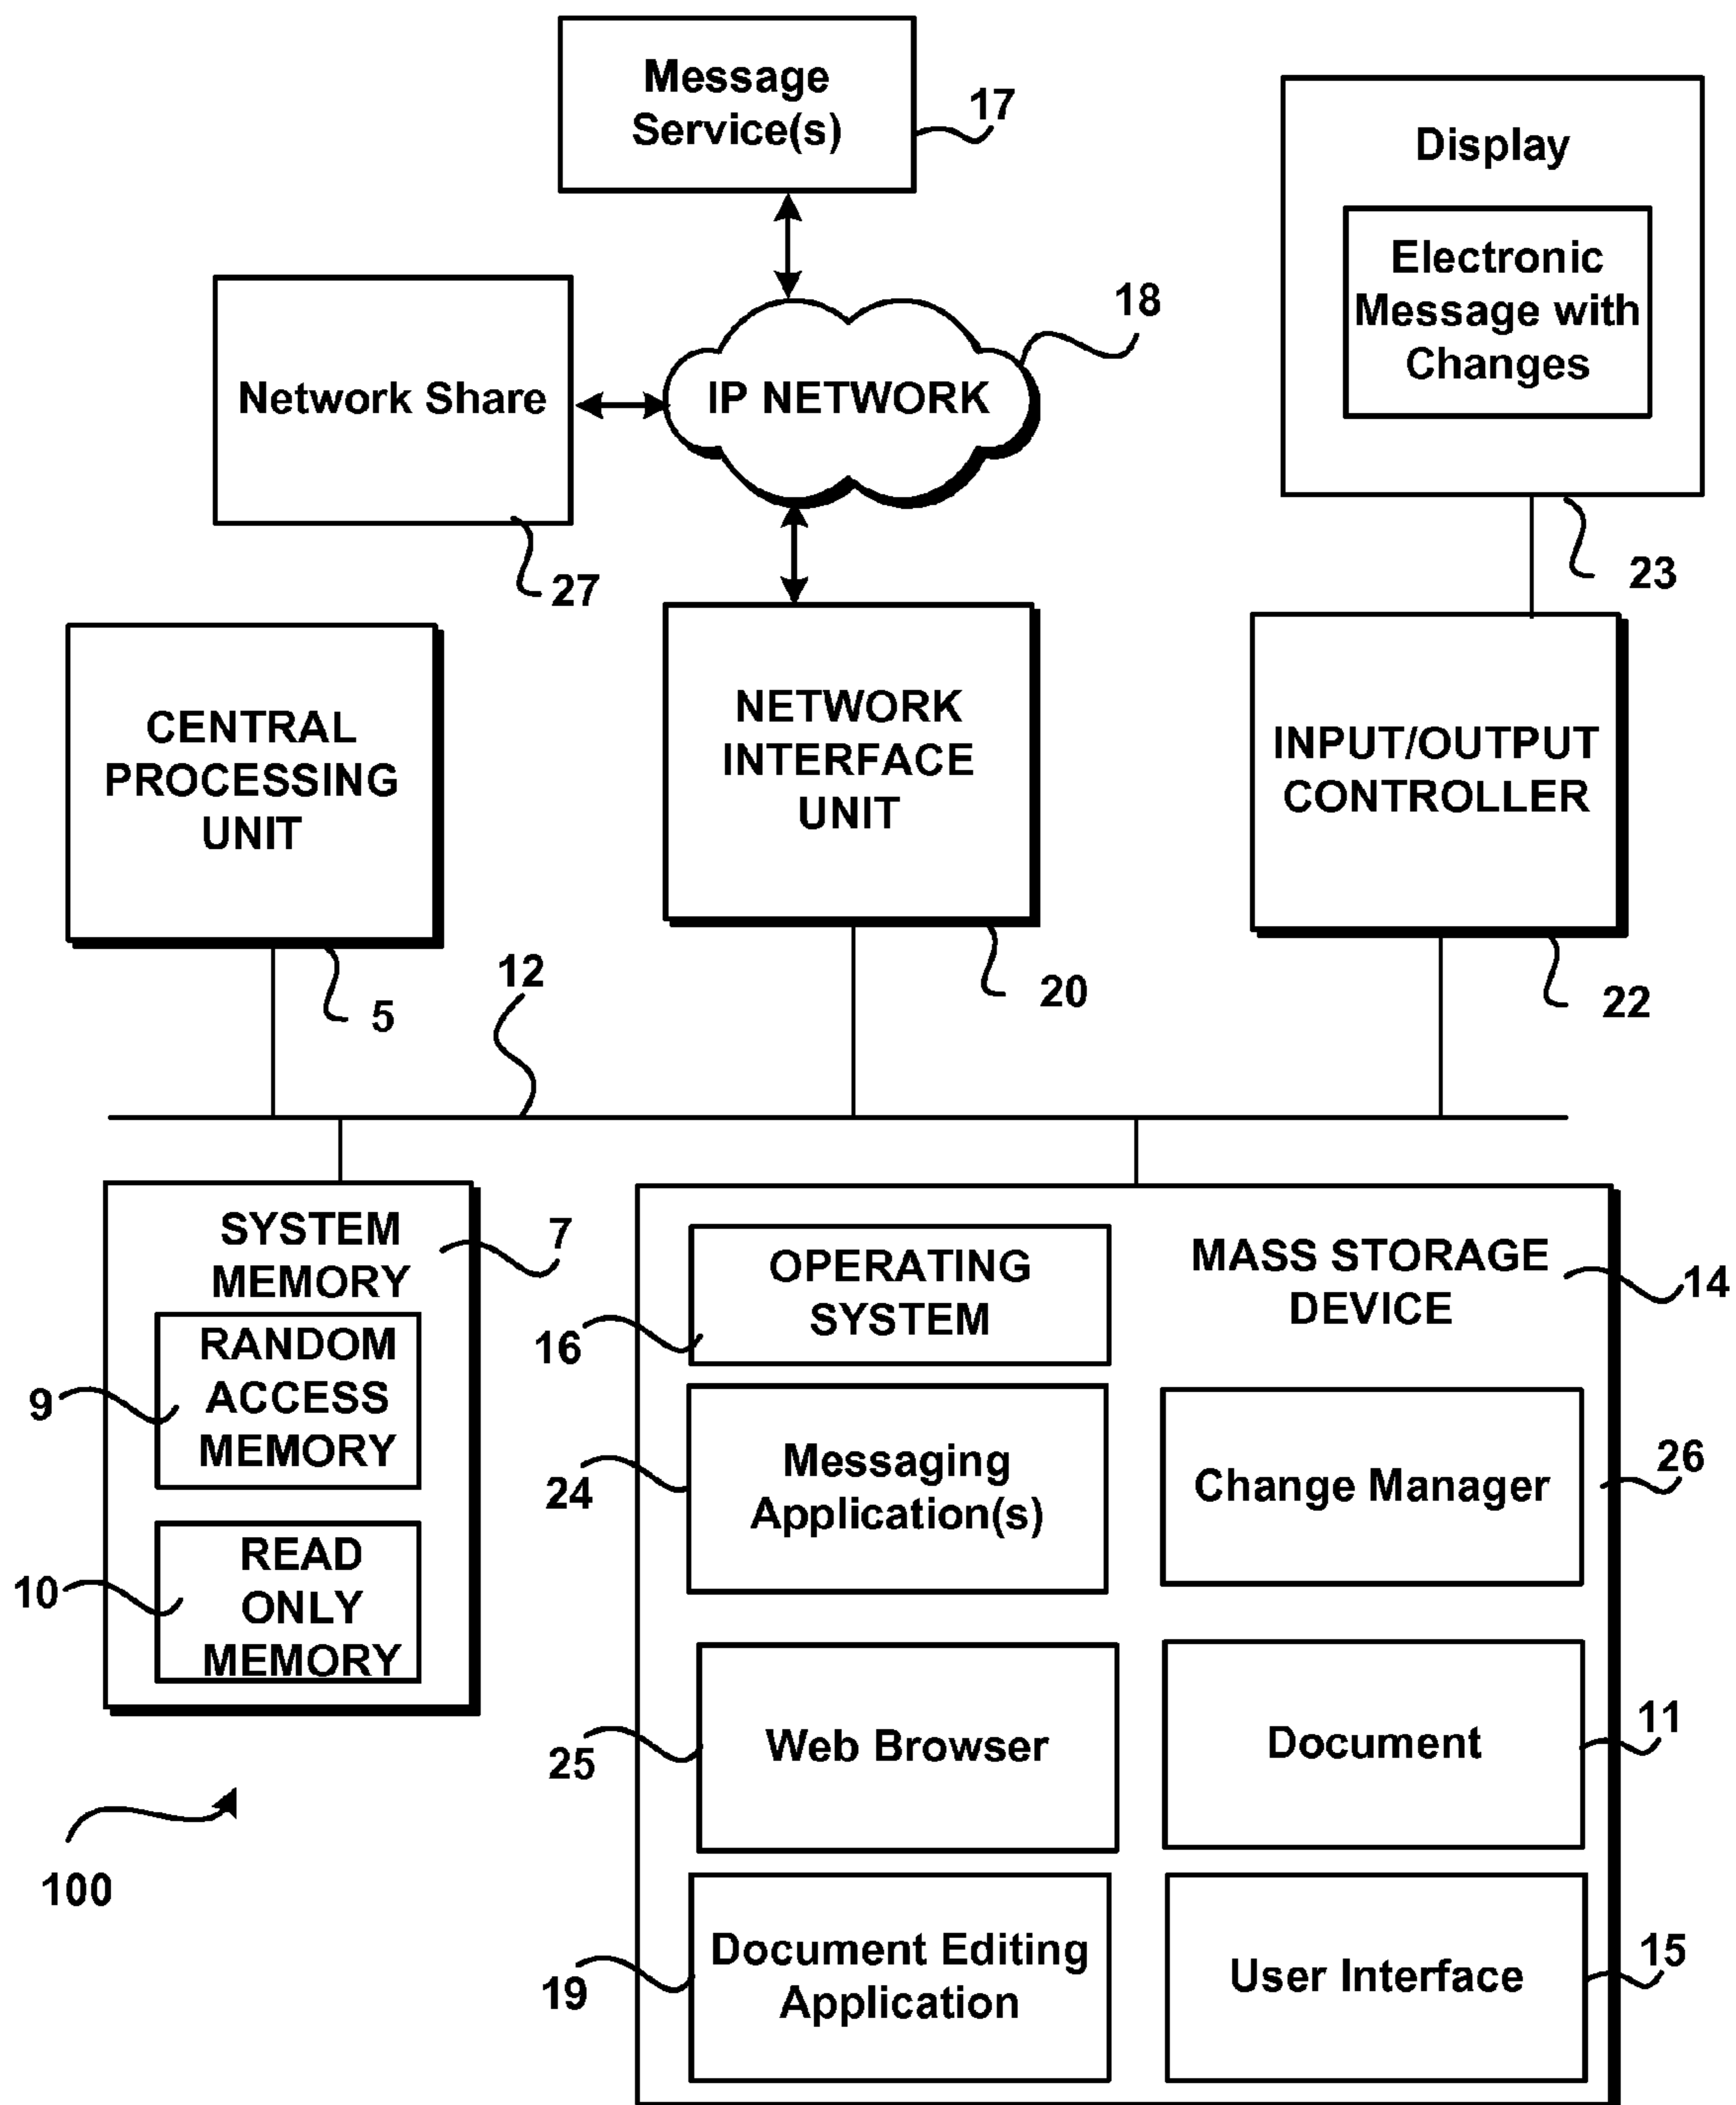 Message
Service(s)
17
Display
Electronic
Message with
Changes
18
Network Share
IP NETWORK
27
23
CENTRAL
PROCESSING
UNIT
NETWORK
INTERFACE
UNIT
INPUT/OUTPUT
CONTROLLER
12
5
20
22
SYSTEM
MEMORY
7
RANDOM
ACCESS
MEMORY
9
READ
ONLY
MEMORY
10
OPERATING
SYSTEM
16
MASS STORAGE
DEVICE
14
Messaging
Application(s)
24
Change Manager
26
Web Browser
25
Document
11
100
Document Editing
Application
19
User Interface
15